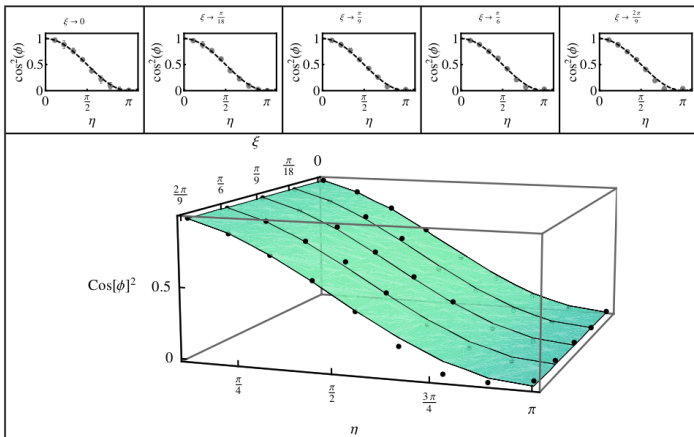 ξ→0
cos²(ϕ)
1
0.5
0
0 π/2 π
η
ξ→π/18
cos²(ϕ)
1
0.5
0
0 π/2 π
η
ξ→π/9
cos²(ϕ)
1
0.5
0
0 π/2 π
η
ξ→π/6
cos²(ϕ)
1
0.5
0
0 π/2 π
η
ξ→2π/9
cos²(ϕ)
1
0.5
0
0 π/2 π
η
ξ
2π/9 π/6 π/9 π/18 0
Cos[ϕ]² 0.5
0
π/4 π/2 3π/4 π
η